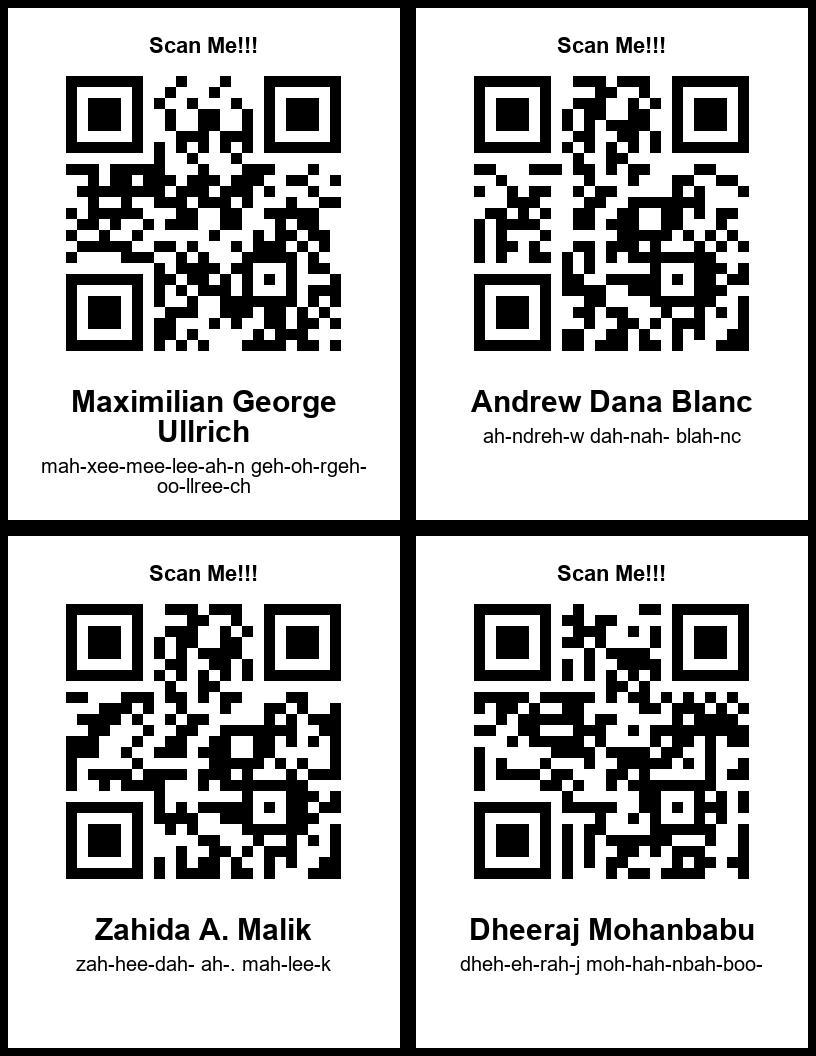 Scan Me!!!
Maximilian George
Ullrich
mah-xee-mee-lee-ah-n geh-oh-rgeh-
oo-llree-ch
Scan Me!!!
Andrew Dana Blanc
ah-ndreh-w dah-nah- blah-nc
Scan Me!!!
Zahida A. Malik
zah-hee-dah- ah-. mah-lee-k
Scan Me!!!
Dheeraj Mohanbabu
dheh-eh-rah-j moh-hah-nbah-boo-